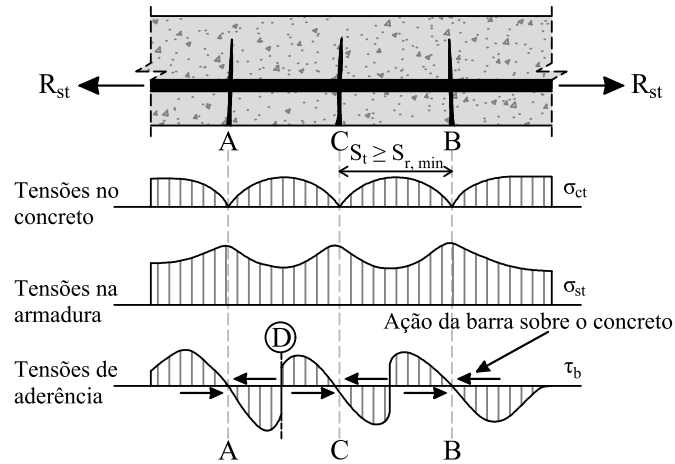 R_st
R_st
A
C
B
S_t ≥ S_r, min
Tensões no
concreto
σ_ct
Tensões na
armadura
σ_st
Ação da barra sobre o concreto
D
Tensões de
aderência
τ_b
A
C
B